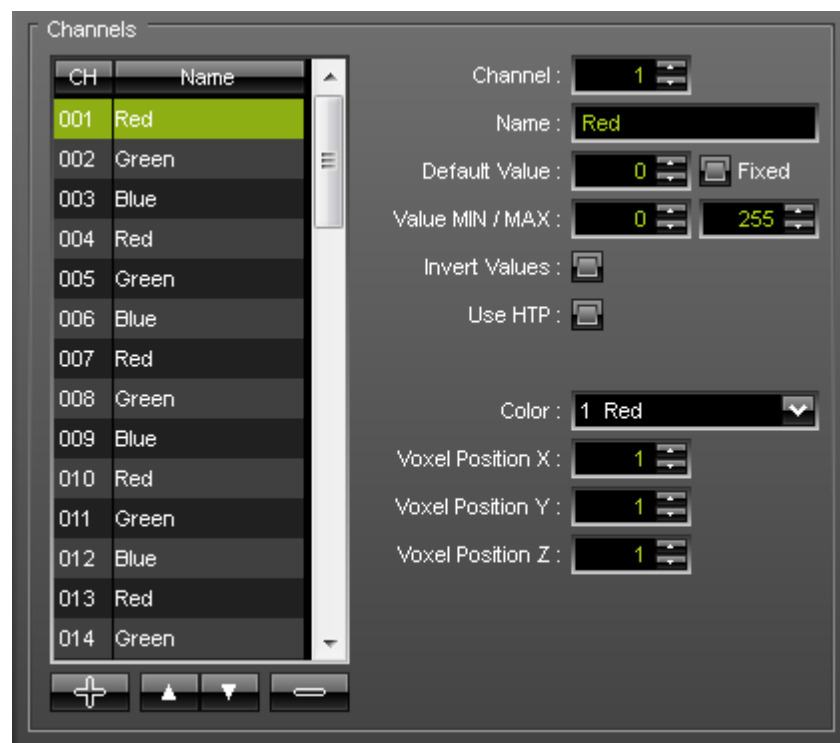 Channels
CH Name
001 Red
002 Green
003 Blue
004 Red
005 Green
006 Blue
007 Red
008 Green
009 Blue
010 Red
011 Green
012 Blue
013 Red
014 Green
Channel : 1
Name : Red
Default Value : 0 Fixed
Value MIN / MAX : 0 255
Invert Values :
Use HTP :
Color : 1 Red
Voxel Position X : 1
Voxel Position Y : 1
Voxel Position Z : 1